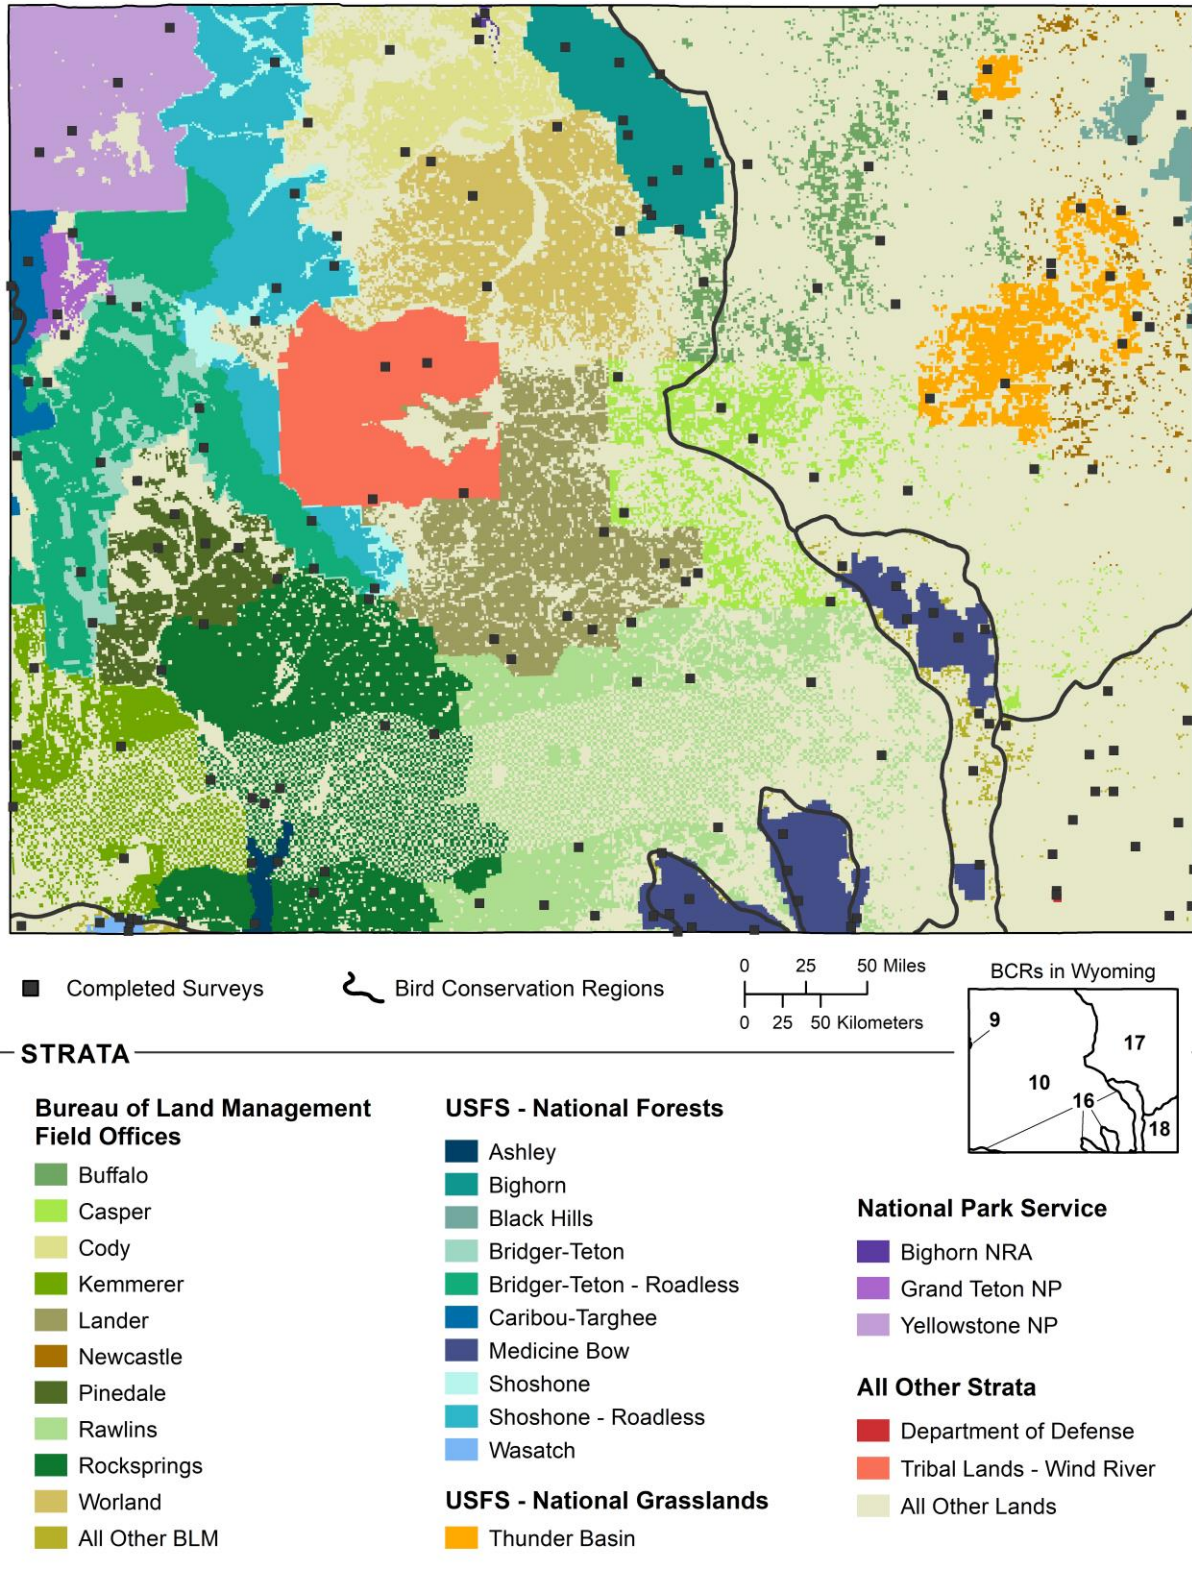 Completed Surveys
Bird Conservation Regions
0 25 50 Miles
0 25 50 Kilometers
BCRs in Wyoming
9
17
10
16
18
STRATA
Bureau of Land Management
Field Offices
Buffalo
Casper
Cody
Kemmerer
Lander
Newcastle
Pinedale
Rawlins
Rocksprings
Worland
All Other BLM
USFS - National Forests
Ashley
Bighorn
Black Hills
Bridger-Teton
Bridger-Teton - Roadless
Caribou-Targhee
Medicine Bow
Shoshone
Shoshone - Roadless
Wasatch
USFS - National Grasslands
Thunder Basin
National Park Service
Bighorn NRA
Grand Teton NP
Yellowstone NP
All Other Strata
Department of Defense
Tribal Lands - Wind River
All Other Lands